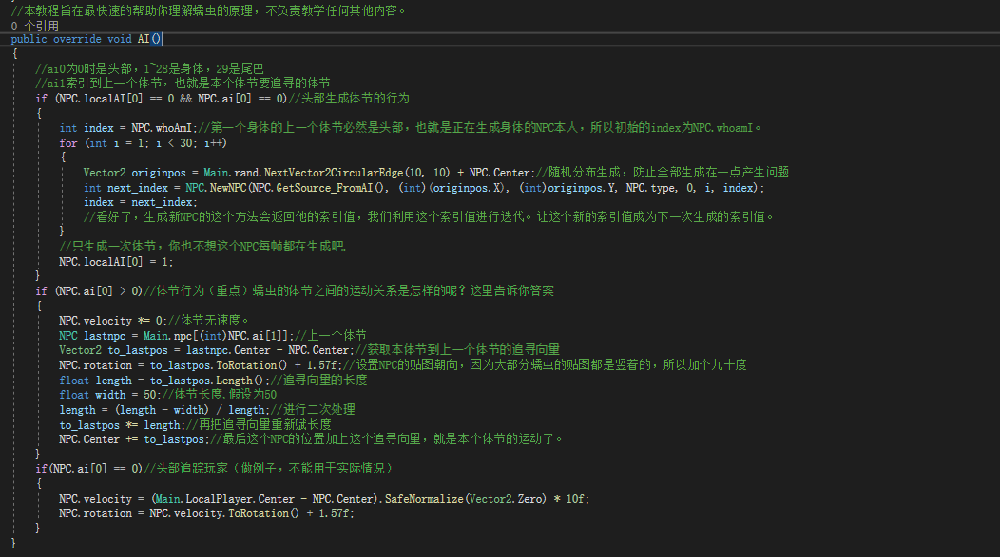 //本教程旨在最快速的帮助你理解蠕虫的原理，不负责教学任何其他内容。
0 个引用
public override void AI()
{
//ai0为0时是头部，1~28是身体，29是尾巴
//ai1索引到上一个体节，也就是本个体节要追寻的体节
if (NPC.localAI[0] == 0 && NPC.ai[0] == 0)//头部生成体节的行为
{
int index = NPC.whoAmI;//第一个身体的上一个体节必然是头部，也就是正在生成身体的NPC本人，所以初始的index为NPC.whoamI。
for (int i = 1; i < 30; i++)
{
Vector2 originpos = Main.rand.NextVector2CircularEdge(10, 10) + NPC.Center;//随机分布生成，防止全部生成在一点产生问题
int next_index = NPC.NewNPC(NPC.GetSource_FromAI(), (int)(originpos.X), (int)originpos.Y, NPC.type, 0, i, index);
index = next_index;
//看好了，生成新NPC的这个方法会返回他的索引值，我们利用这个索引值进行迭代。让这个新的索引值成为下一次生成的索引值。
}
//只生成一次体节，你也不想这个NPC每帧都在生成吧.
NPC.localAI[0] = 1;
}
if (NPC.ai[0] > 0)//体节行为（重点）蠕虫的体节之间的运动关系是怎样的呢？这里告诉你答案
{
NPC.velocity *= 0;//体节无速度。
NPC lastnpc = Main.npc[(int)NPC.ai[1]];//上一个体节
Vector2 to_lastpos = lastnpc.Center - NPC.Center;//获取本体节到上一个体节的追寻向量
NPC.rotation = to_lastpos.ToRotation() + 1.57f;//设置NPC的贴图朝向，因为大部分蠕虫的贴图都是竖着的，所以加个九十度
float length = to_lastpos.Length();//追寻向量的长度
float width = 50;//体节长度,假设为50
length = (length - width) / length;//进行二次处理
to_lastpos *= length;//再把追寻向量重新赋长度
NPC.Center += to_lastpos;//最后这个NPC的位置加上这个追寻向量，就是本个体节的运动了。
}
if(NPC.ai[0] == 0)//头部追踪玩家（做例子，不能用于实际情况）
{
NPC.velocity = (Main.LocalPlayer.Center - NPC.Center).SafeNormalize(Vector2.Zero) * 10f;
NPC.rotation = NPC.velocity.ToRotation() + 1.57f;
}
}